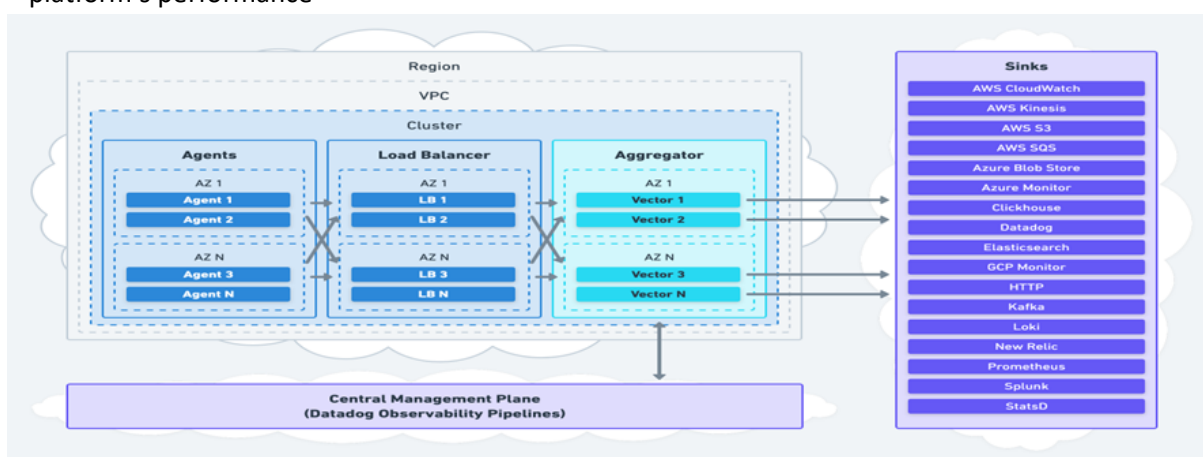 platform's performance
Region
VPC
Cluster
Agents
AZ 1
Agent 1
Agent 2
AZ N
Agent 3
Agent N
Load Balancer
AZ 1
LB 1
LB 2
AZ N
LB 3
LB N
Aggregator
AZ 1
Vector 1
Vector 2
AZ N
Vector 3
Vector N
Central Management Plane
(Datadog Observability Pipelines)
Sinks
AWS CloudWatch
AWS Kinesis
AWS S3
AWS SQS
Azure Blob Store
Azure Monitor
Clickhouse
Datadog
Elasticsearch
GCP Monitor
HTTP
Kafka
Loki
New Relic
Prometheus
Splunk
StatsD